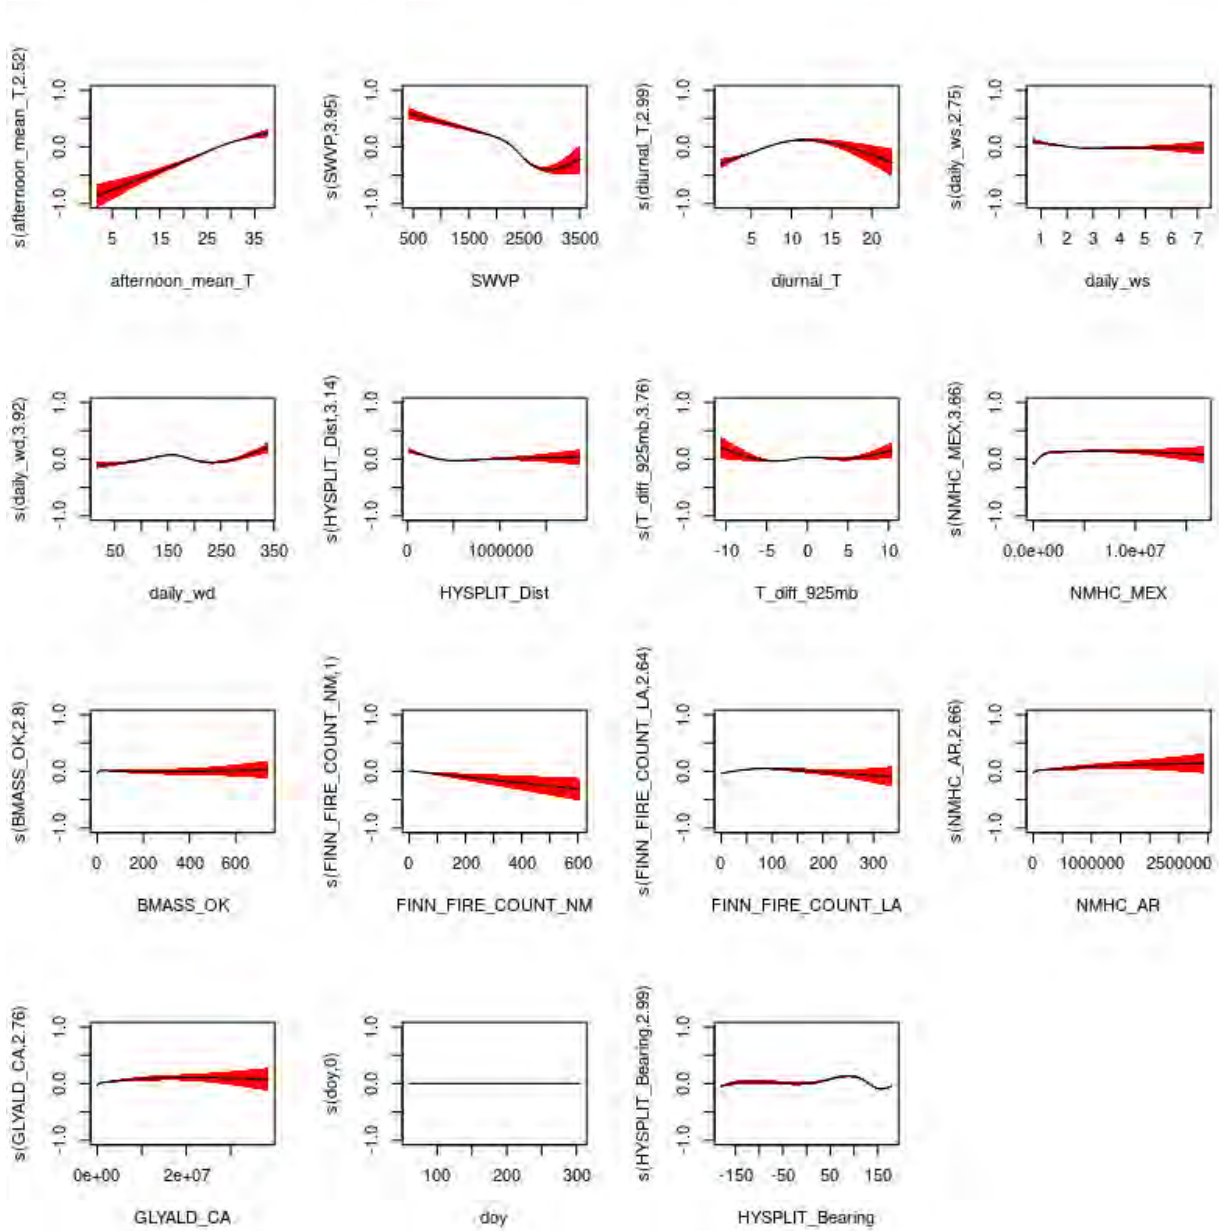 s(afternoon_mean_T,2.52)
1.0
0.0
-1.0
5 15 25 35
afternoon_mean_T
s(SWVP,3.95)
1.0
0.0
-1.0
500 1500 2500 3500
SWVP
s(diurnal_T,2.99)
1.0
0.0
-1.0
5 10 15 20
diurnal_T
s(daily_ws,2.75)
1.0
0.0
-1.0
1 2 3 4 5 6 7
daily_ws
s(daily_wd,3.92)
1.0
0.0
-1.0
50 150 250 350
daily_wd
s(HYSPLIT_Dist,3.14)
1.0
0.0
-1.0
0 1000000
HYSPLIT_Dist
s(T_diff_925mb,3.76)
1.0
0.0
-1.0
-10 -5 0 5 10
T_diff_925mb
s(NMHC_MEX,3.66)
1.0
0.0
-1.0
0.0e+00 1.0e+07
NMHC_MEX
s(BMASS_OK,2.8)
1.0
0.0
-1.0
0 200 400 600
BMASS_OK
s(FINN_FIRE_COUNT_NM,1)
1.0
0.0
-1.0
0 200 400 600
FINN_FIRE_COUNT_NM
s(FINN_FIRE_COUNT_LA,2.64)
1.0
0.0
-1.0
0 100 200 300
FINN_FIRE_COUNT_LA
s(NMHC_AR,2.66)
1.0
0.0
-1.0
0 1000000 2500000
NMHC_AR
s(GLYALD_CA,2.76)
1.0
0.0
-1.0
0e+00 2e+07
GLYALD_CA
s(doy,0)
1.0
0.0
-1.0
100 200 300
doy
s(HYSPLIT_Bearing,2.99)
1.0
0.0
-1.0
-150 -50 50 150
HYSPLIT_Bearing